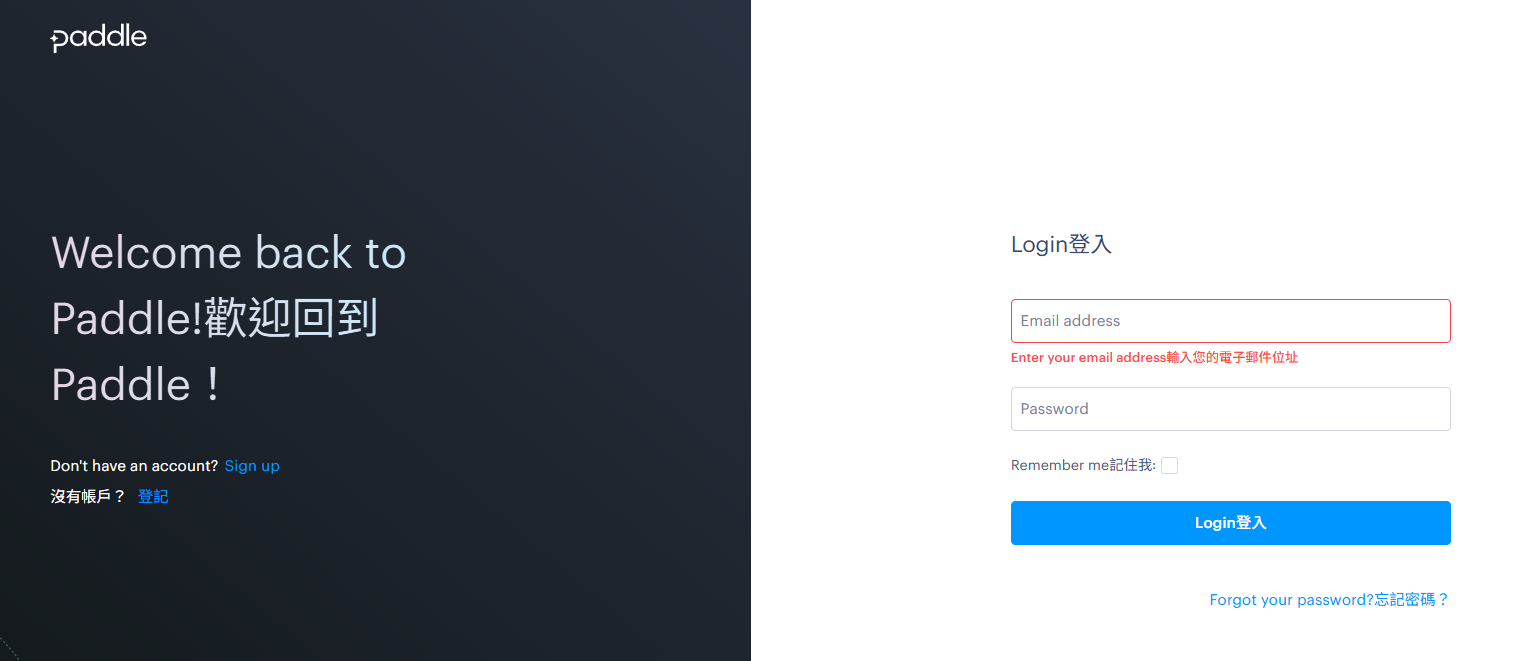 paddle
Welcome back to
Paddle!歡迎回到
Paddle！
Don't have an account? Sign up
沒有帳戶？ 登記
Login登入
Email address
Enter your email address輸入您的電子郵件位址
Password
Remember me記住我:
Login登入
Forgot your password?忘記密碼？